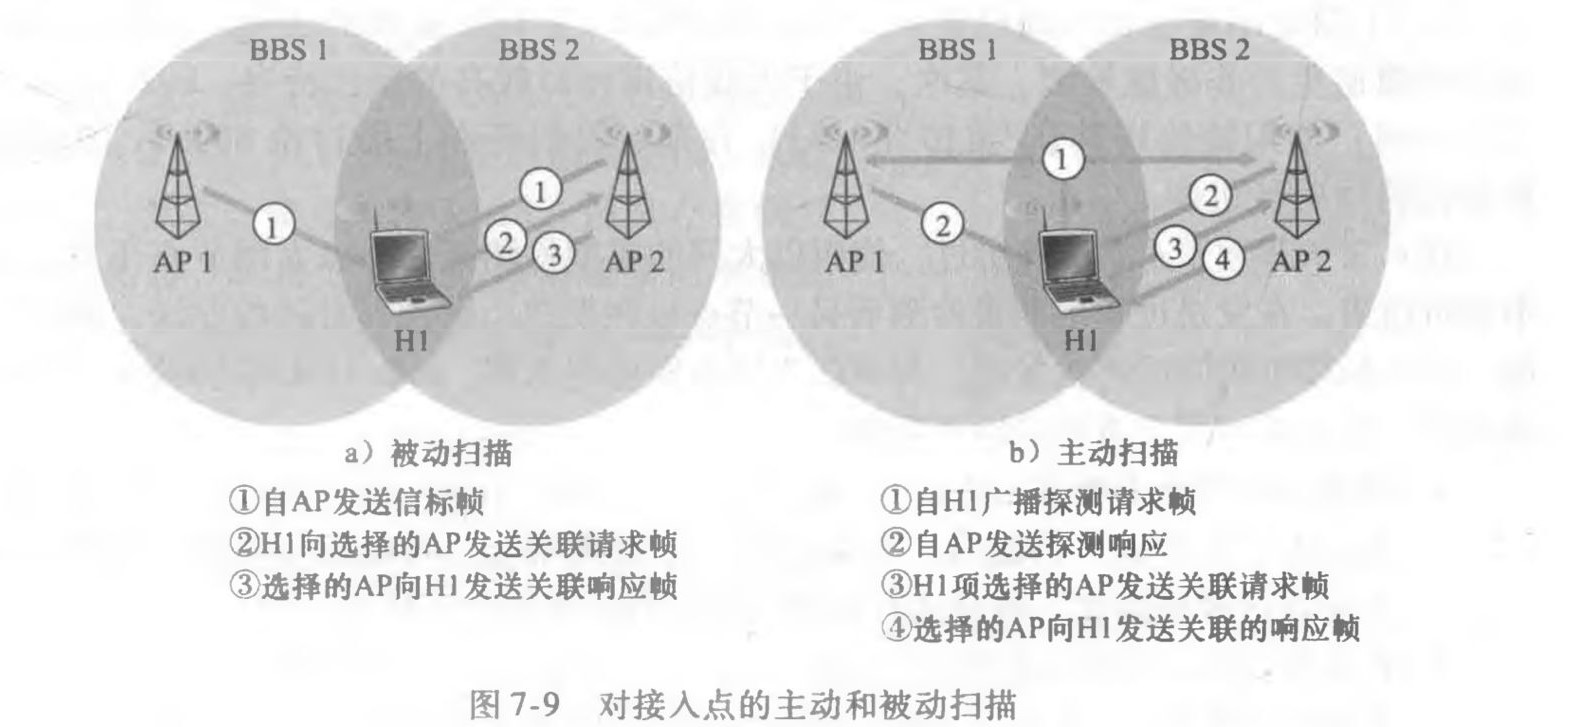 BBS 1
BBS 2
AP 1
①
①
②
③
AP 2
H1
a）被动扫描
①自AP发送信标帧
②H1向选择的AP发送关联请求帧
③选择的AP向H1发送关联响应帧
BBS 1
BBS 2
AP 1
①
②
②
③
④
AP 2
H1
b）主动扫描
①自H1广播探测请求帧
②自AP发送探测响应
③H1项选择的AP发送关联请求帧
④选择的AP向H1发送关联的响应帧
图 7-9 对接入点的主动和被动扫描